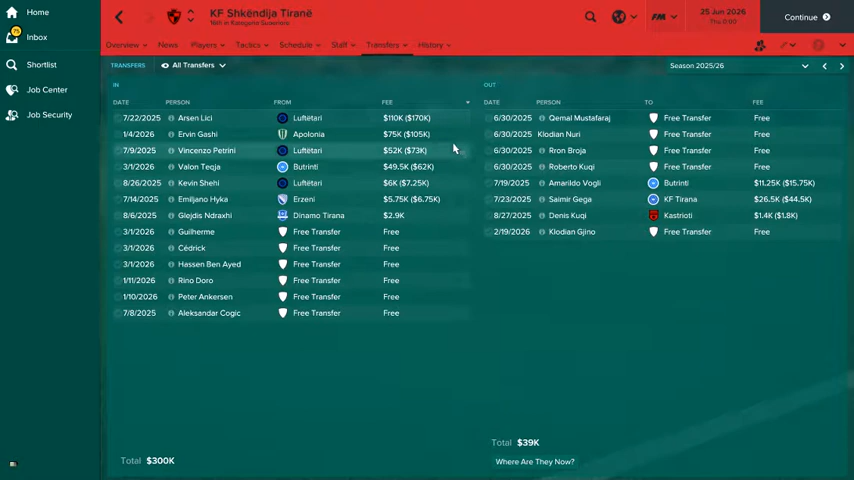 Home
Inbox
75
Shortlist
Job Center
Job Security
KF Shkëndija Tiranë
25 Jun 2026
Continue
Overview
News
Players
Tactics
Schedule
Staff
Transfers
History
FM
TRANSFERS
All Transfers
Season 2025/26
IN
DATE PERSON FROM FEE
7/22/2025 Arsen Lici Luftëtari $110K ($170K)
1/4/2026 Ervin Gashi Apolonia $75K ($105K)
7/9/2025 Vincenzo Petrini Luftëtari $52K ($73K)
3/1/2026 Valon Teqja Butrinti $49.5K ($62K)
8/26/2025 Kevin Shehi Luftëtari $6K ($7.25K)
7/14/2025 Emiljano Hyka Erzeni $5.75K ($6.75K)
8/6/2025 Glejdis Ndraxhi Dinamo Tirana $2.9K
3/1/2026 Guilherme Free Transfer Free
3/1/2026 Cédrick Free Transfer Free
3/1/2026 Hassen Ben Ayed Free Transfer Free
1/11/2026 Rino Doro Free Transfer Free
1/10/2026 Peter Ankersen Free Transfer Free
7/8/2025 Aleksandar Cogic Free Transfer Free
Total $300K
OUT
DATE PERSON TO FEE
6/30/2025 Qemal Mustafaraj Free Transfer Free
6/30/2025 Klodian Nuri Free Transfer Free
6/30/2025 Rron Broja Free Transfer Free
6/30/2025 Roberto Kuqi Free Transfer Free
7/19/2025 Amarildo Vogli Butrinti $11.25K ($15.75K)
7/23/2025 Saimir Gega KF Tirana $26.5K ($44.5K)
8/27/2025 Denis Kuqi Kastrioti $1.4K ($1.8K)
2/19/2026 Klodian Gjino Free Transfer Free
Total $39K
Where Are They Now?